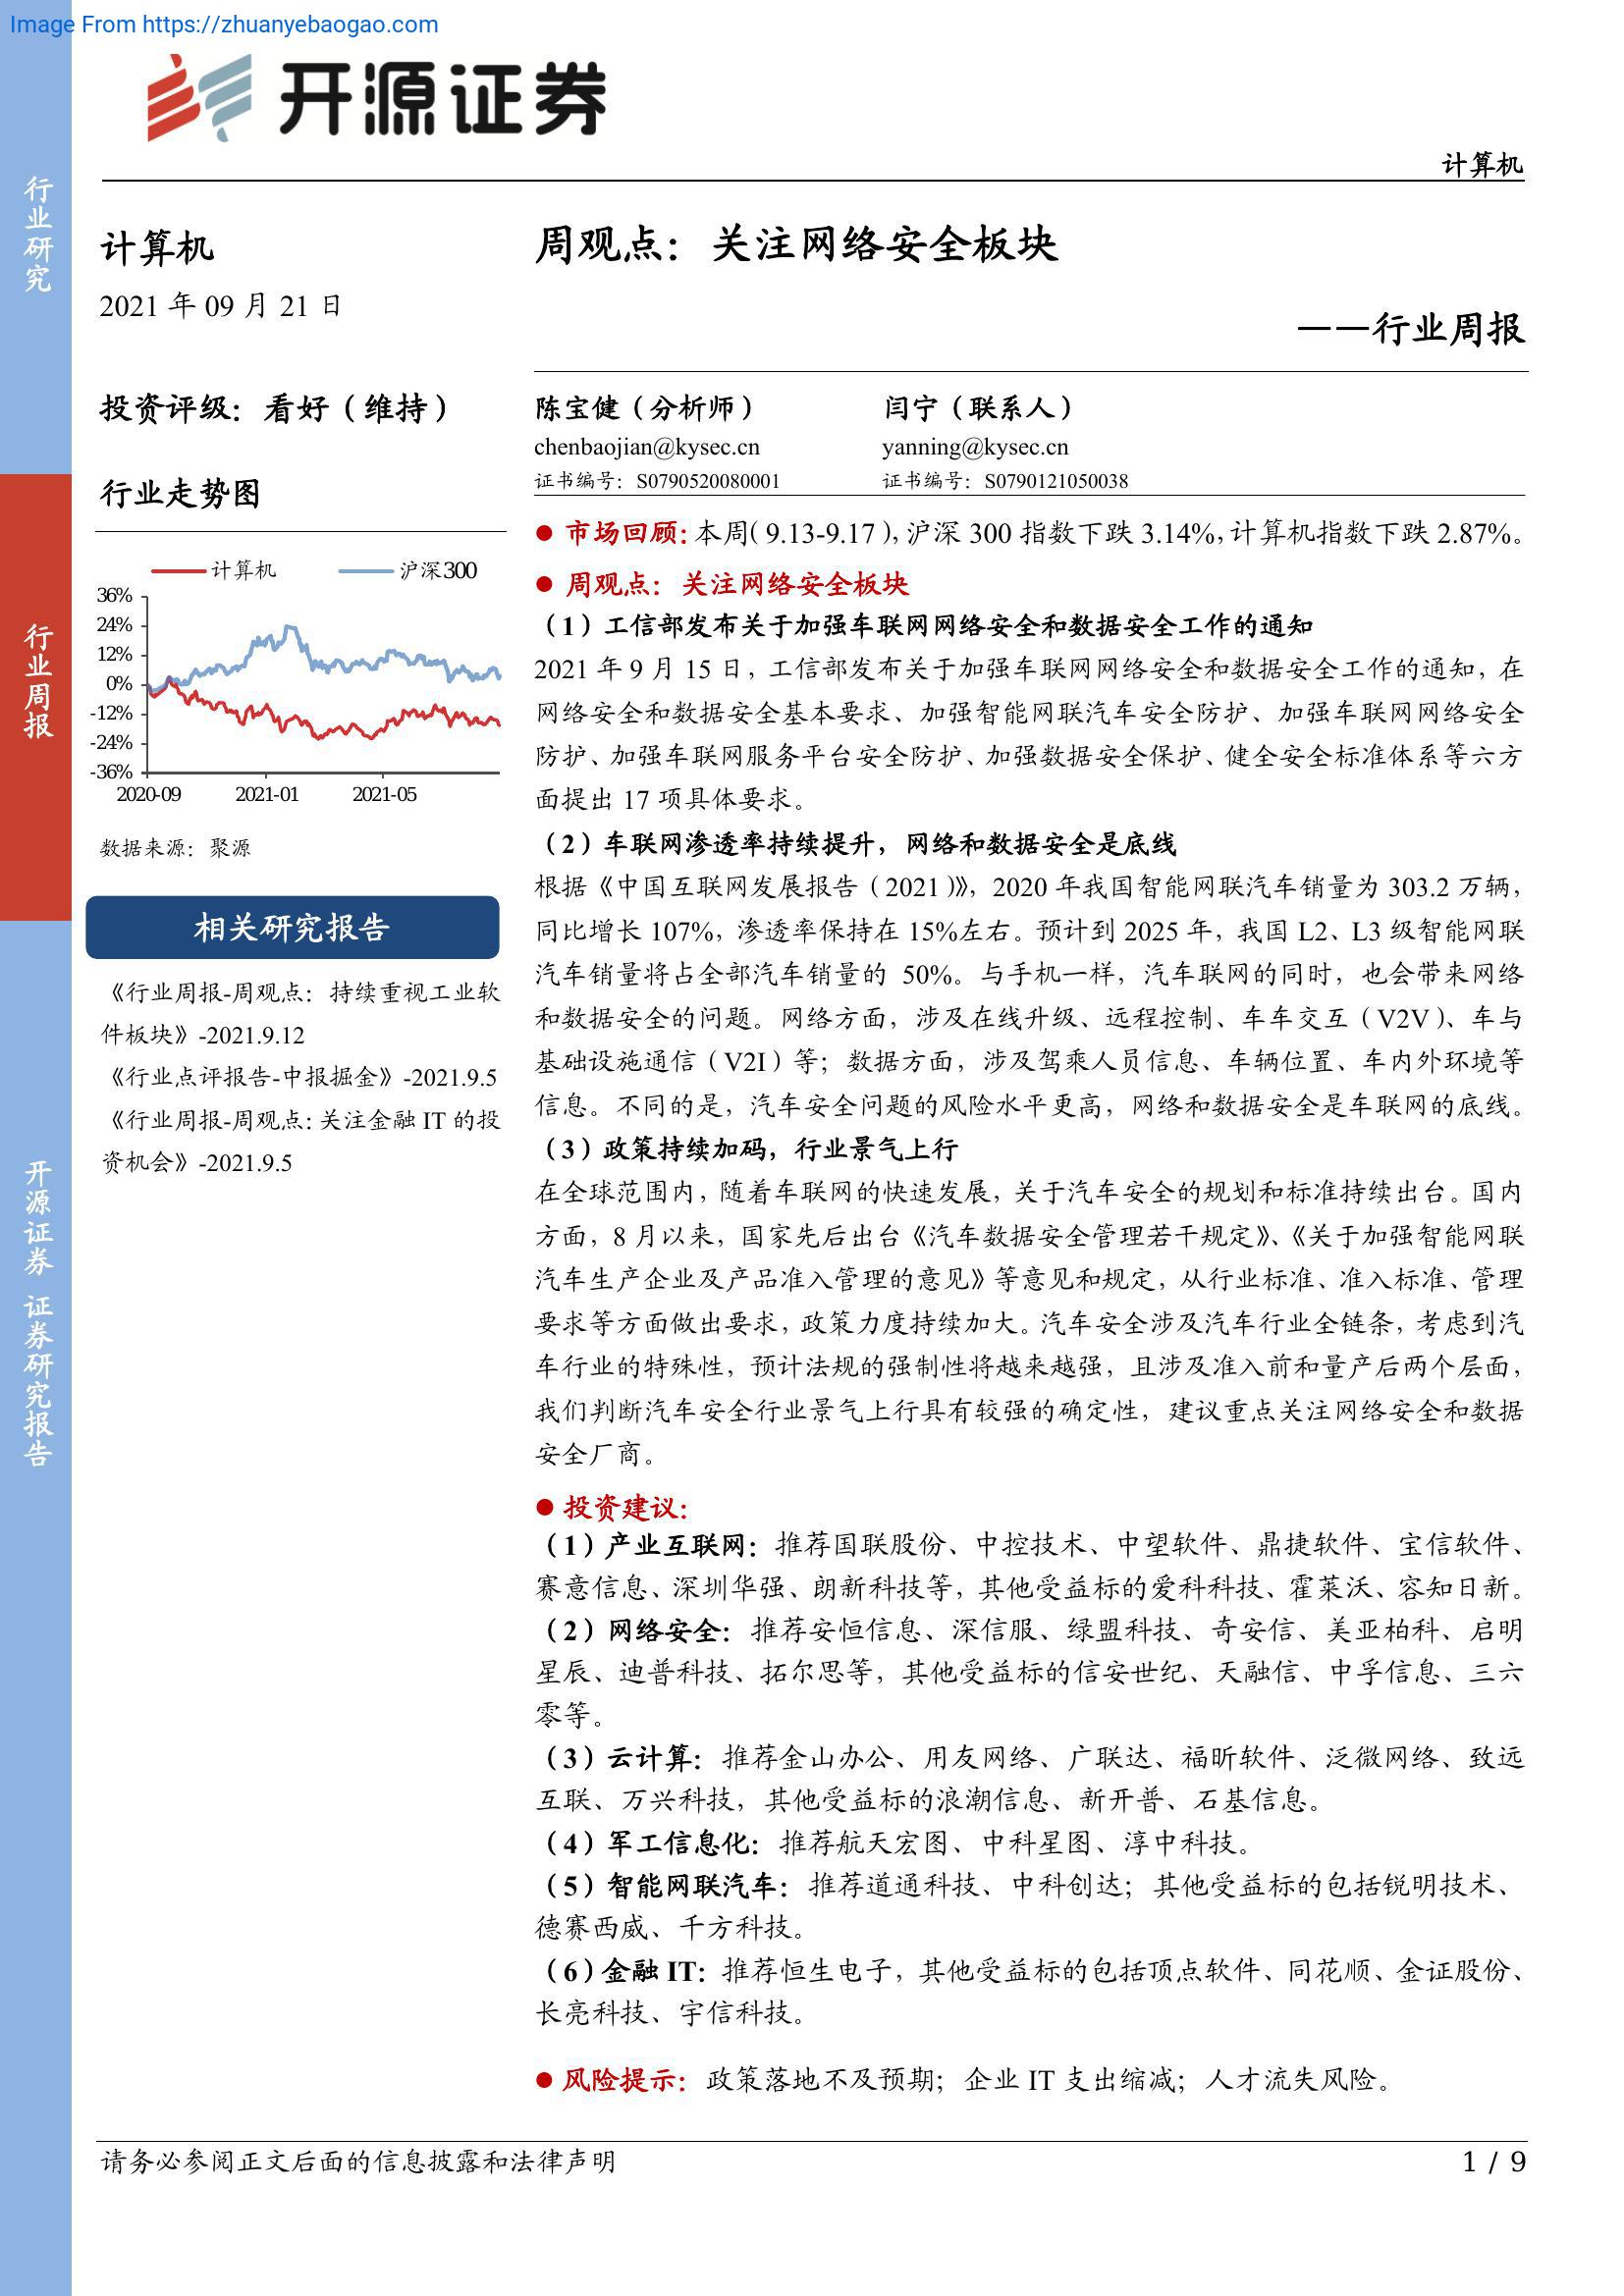 Image From https://zhuanyebaogao.com
开源证券
计算机
行业研究
行业周报
开源证券 证券研究报告
计算机
2021 年 09 月 21 日
投资评级：看好（维持）
行业走势图
计算机 沪深300
36%
24%
12%
0%
-12%
-24%
-36%
2020-09 2021-01 2021-05
数据来源：聚源
相关研究报告
《行业周报-周观点：持续重视工业软
件板块》-2021.9.12
《行业点评报告-中报掘金》-2021.9.5
《行业周报-周观点：关注金融 IT 的投
资机会》-2021.9.5
周观点：关注网络安全板块
——行业周报
陈宝健（分析师） 闫宁（联系人）
chenbaojian@kysec.cn yanning@kysec.cn
证书编号：S0790520080001 证书编号：S0790121050038
● 市场回顾：本周（9.13-9.17），沪深 300 指数下跌 3.14%，计算机指数下跌 2.87%。
● 周观点：关注网络安全板块
（1）工信部发布关于加强车联网网络安全和数据安全工作的通知
2021 年 9 月 15 日，工信部发布关于加强车联网网络安全和数据安全工作的通知，在
网络安全和数据安全基本要求、加强智能网联汽车安全防护、加强车联网网络安全
防护、加强车联网服务平台安全防护、加强数据安全保护、健全安全标准体系等六方
面提出 17 项具体要求。
（2）车联网渗透率持续提升，网络和数据安全是底线
根据《中国互联网发展报告（2021）》，2020 年我国智能网联汽车销量为 303.2 万辆，
同比增长 107%，渗透率保持在 15%左右。预计到 2025 年，我国 L2、L3 级智能网联
汽车销量将占全部汽车销量的 50%。与手机一样，汽车联网的同时，也会带来网络
和数据安全的问题。网络方面，涉及在线升级、远程控制、车车交互（V2V）、车与
基础设施通信（V2I）等；数据方面，涉及驾乘人员信息、车辆位置、车内外环境等
信息。不同的是，汽车安全问题的风险水平更高，网络和数据安全是车联网的底线。
（3）政策持续加码，行业景气上行
在全球范围内，随着车联网的快速发展，关于汽车安全的规划和标准持续出台。国内
方面，8 月以来，国家先后出台《汽车数据安全管理若干规定》、《关于加强智能网联
汽车生产企业及产品准入管理的意见》等意见和规定，从行业标准、准入标准、管理
要求等方面做出要求，政策力度持续加大。汽车安全涉及汽车行业全链条，考虑到汽
车行业的特殊性，预计法规的强制性将越来越强，且涉及准入前和量产后两个层面，
我们判断汽车安全行业景气上行具有较强的确定性，建议重点关注网络安全和数据
安全厂商。
● 投资建议：
（1）产业互联网：推荐国联股份、中控技术、中望软件、鼎捷软件、宝信软件、
赛意信息、深圳华强、朗新科技等，其他受益标的爱科科技、霍莱沃、容知日新。
（2）网络安全：推荐安恒信息、深信服、绿盟科技、奇安信、美亚柏科、启明
星辰、迪普科技、拓尔思等，其他受益标的信安世纪、天融信、中孚信息、三六
零等。
（3）云计算：推荐金山办公、用友网络、广联达、福昕软件、泛微网络、致远
互联、万兴科技，其他受益标的浪潮信息、新开普、石基信息。
（4）军工信息化：推荐航天宏图、中科星图、淳中科技。
（5）智能网联汽车：推荐道通科技、中科创达；其他受益标的包括锐明技术、
德赛西威、千方科技。
（6）金融 IT：推荐恒生电子，其他受益标的包括顶点软件、同花顺、金证股份、
长亮科技、宇信科技。
● 风险提示：政策落地不及预期；企业 IT 支出缩减；人才流失风险。
请务必参阅正文后面的信息披露和法律声明
1 / 9